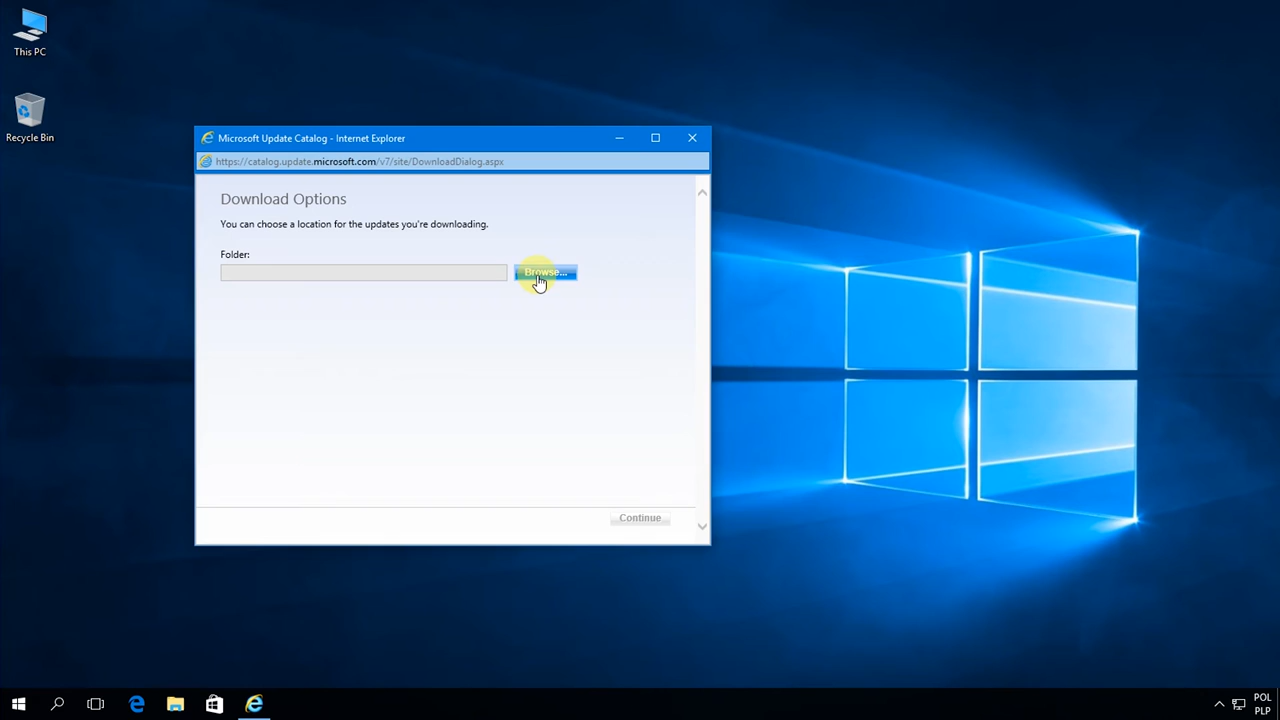 This PC
Recycle Bin
Microsoft Update Catalog - Internet Explorer
https://catalog.update.microsoft.com/v7/site/DownloadDialog.aspx
Download Options
You can choose a location for the updates you're downloading.
Folder:
Browse...
Continue
POL
PLP